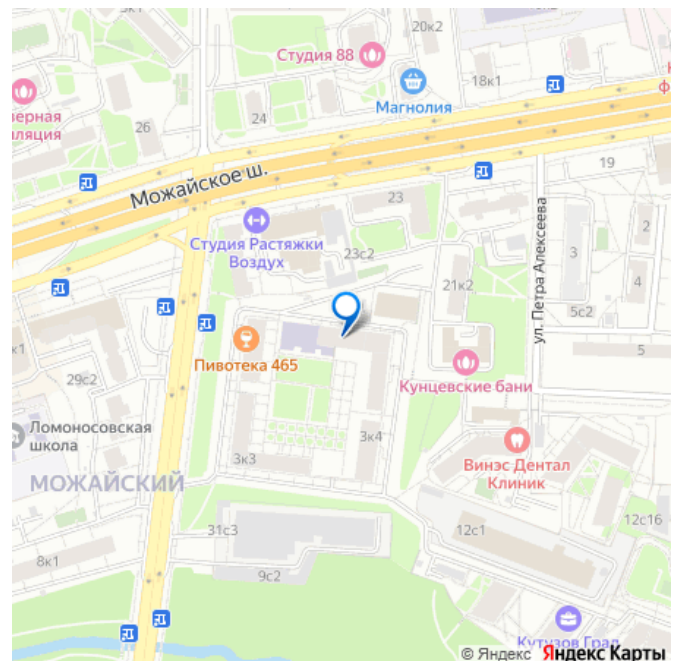 20к2
Студия 88
18к1
Магнолия
ф
верная
иляция
26
24
Можайское ш.
19
23
Студия Растяжки
Воздух
23с2
ул. Петра Алексеева
2
3
21к2
4
5с2
к1
Пивотека 465
5
29с2
Кунцевские бани
Ломоносовская
школа
3к4
3к3
Винэс Дентал
Клиник
МОЖАЙСКИЙ
31с3
12с1
12с16
8к1
9с2
Кутузов Град
© Яндекс Яндекс Карты